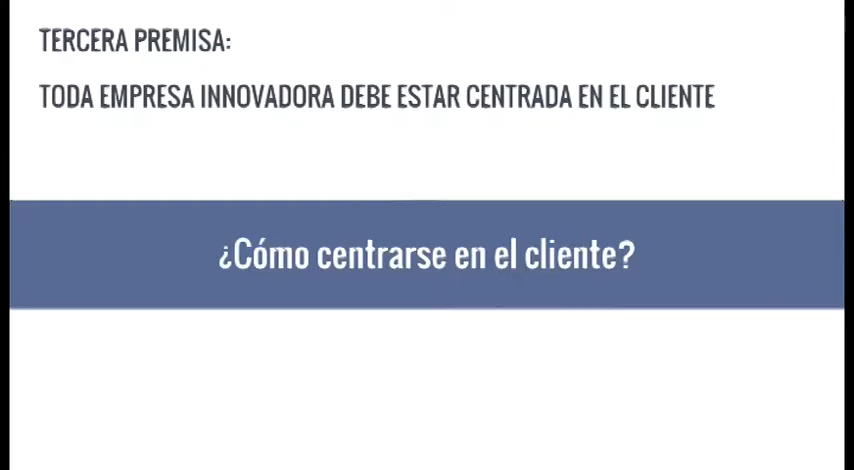 TERCERA PREMISA:
TODA EMPRESA INNOVADORA DEBE ESTAR CENTRADA EN EL CLIENTE
¿Cómo centrarse en el cliente?